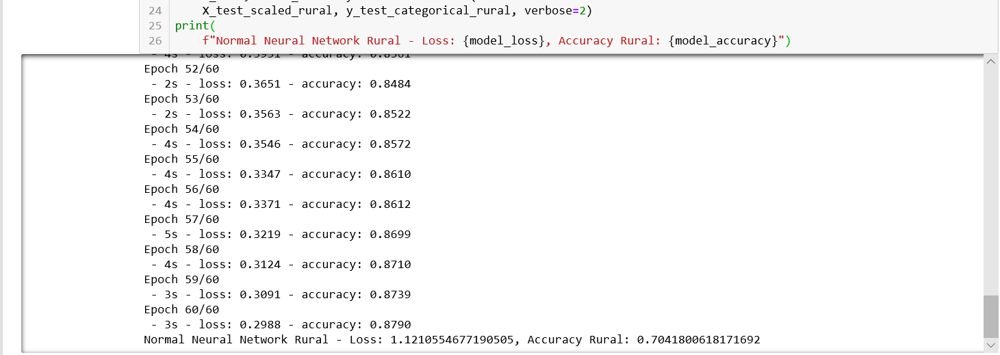 24 X_test_scaled_rural, y_test_categorical_rural, verbose=2)
25 print(
26 f"Normal Neural Network Rural - Loss: {model_loss}, Accuracy Rural: {model_accuracy}")
Epoch 52/60
- 2s - loss: 0.3651 - accuracy: 0.8484
Epoch 53/60
- 2s - loss: 0.3563 - accuracy: 0.8522
Epoch 54/60
- 4s - loss: 0.3546 - accuracy: 0.8572
Epoch 55/60
- 4s - loss: 0.3347 - accuracy: 0.8610
Epoch 56/60
- 4s - loss: 0.3371 - accuracy: 0.8612
Epoch 57/60
- 5s - loss: 0.3219 - accuracy: 0.8699
Epoch 58/60
- 4s - loss: 0.3124 - accuracy: 0.8710
Epoch 59/60
- 3s - loss: 0.3091 - accuracy: 0.8739
Epoch 60/60
- 3s - loss: 0.2988 - accuracy: 0.8790
Normal Neural Network Rural - Loss: 1.1210554677190505, Accuracy Rural: 0.7041800618171692